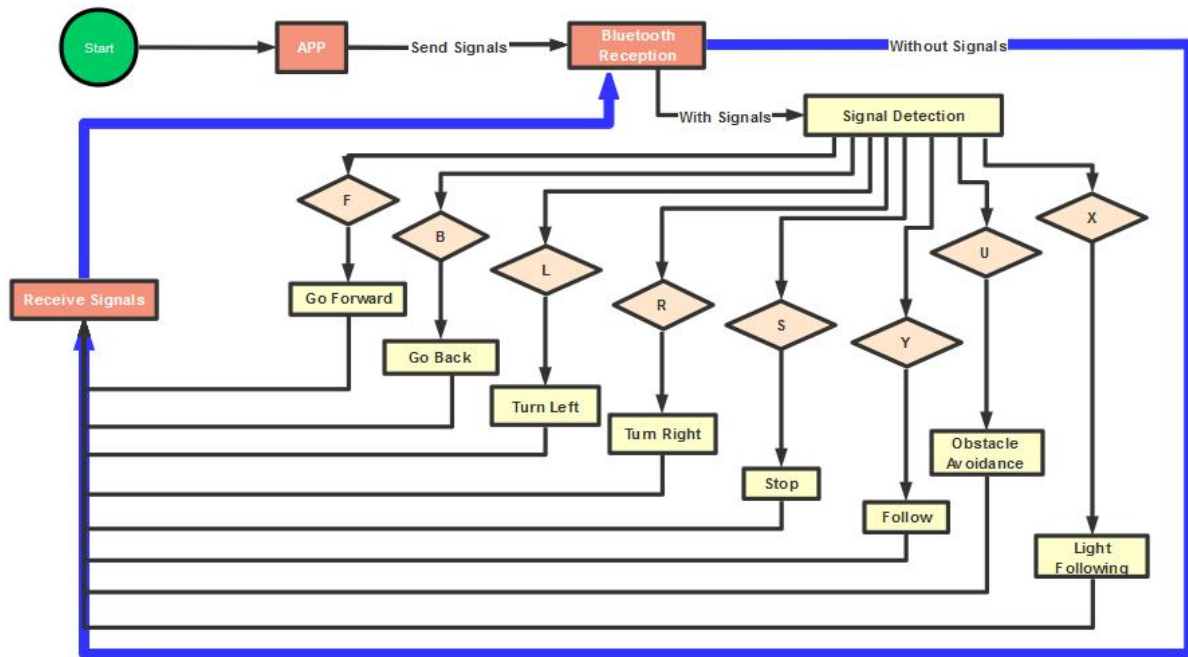 Start
APP
Send Signals
Bluetooth
Reception
Without Signals
With Signals
Signal Detection
F
B
L
R
S
Y
U
X
Receive Signals
Go Forward
Go Back
Turn Left
Turn Right
Stop
Follow
Obstacle
Avoidance
Light
Following